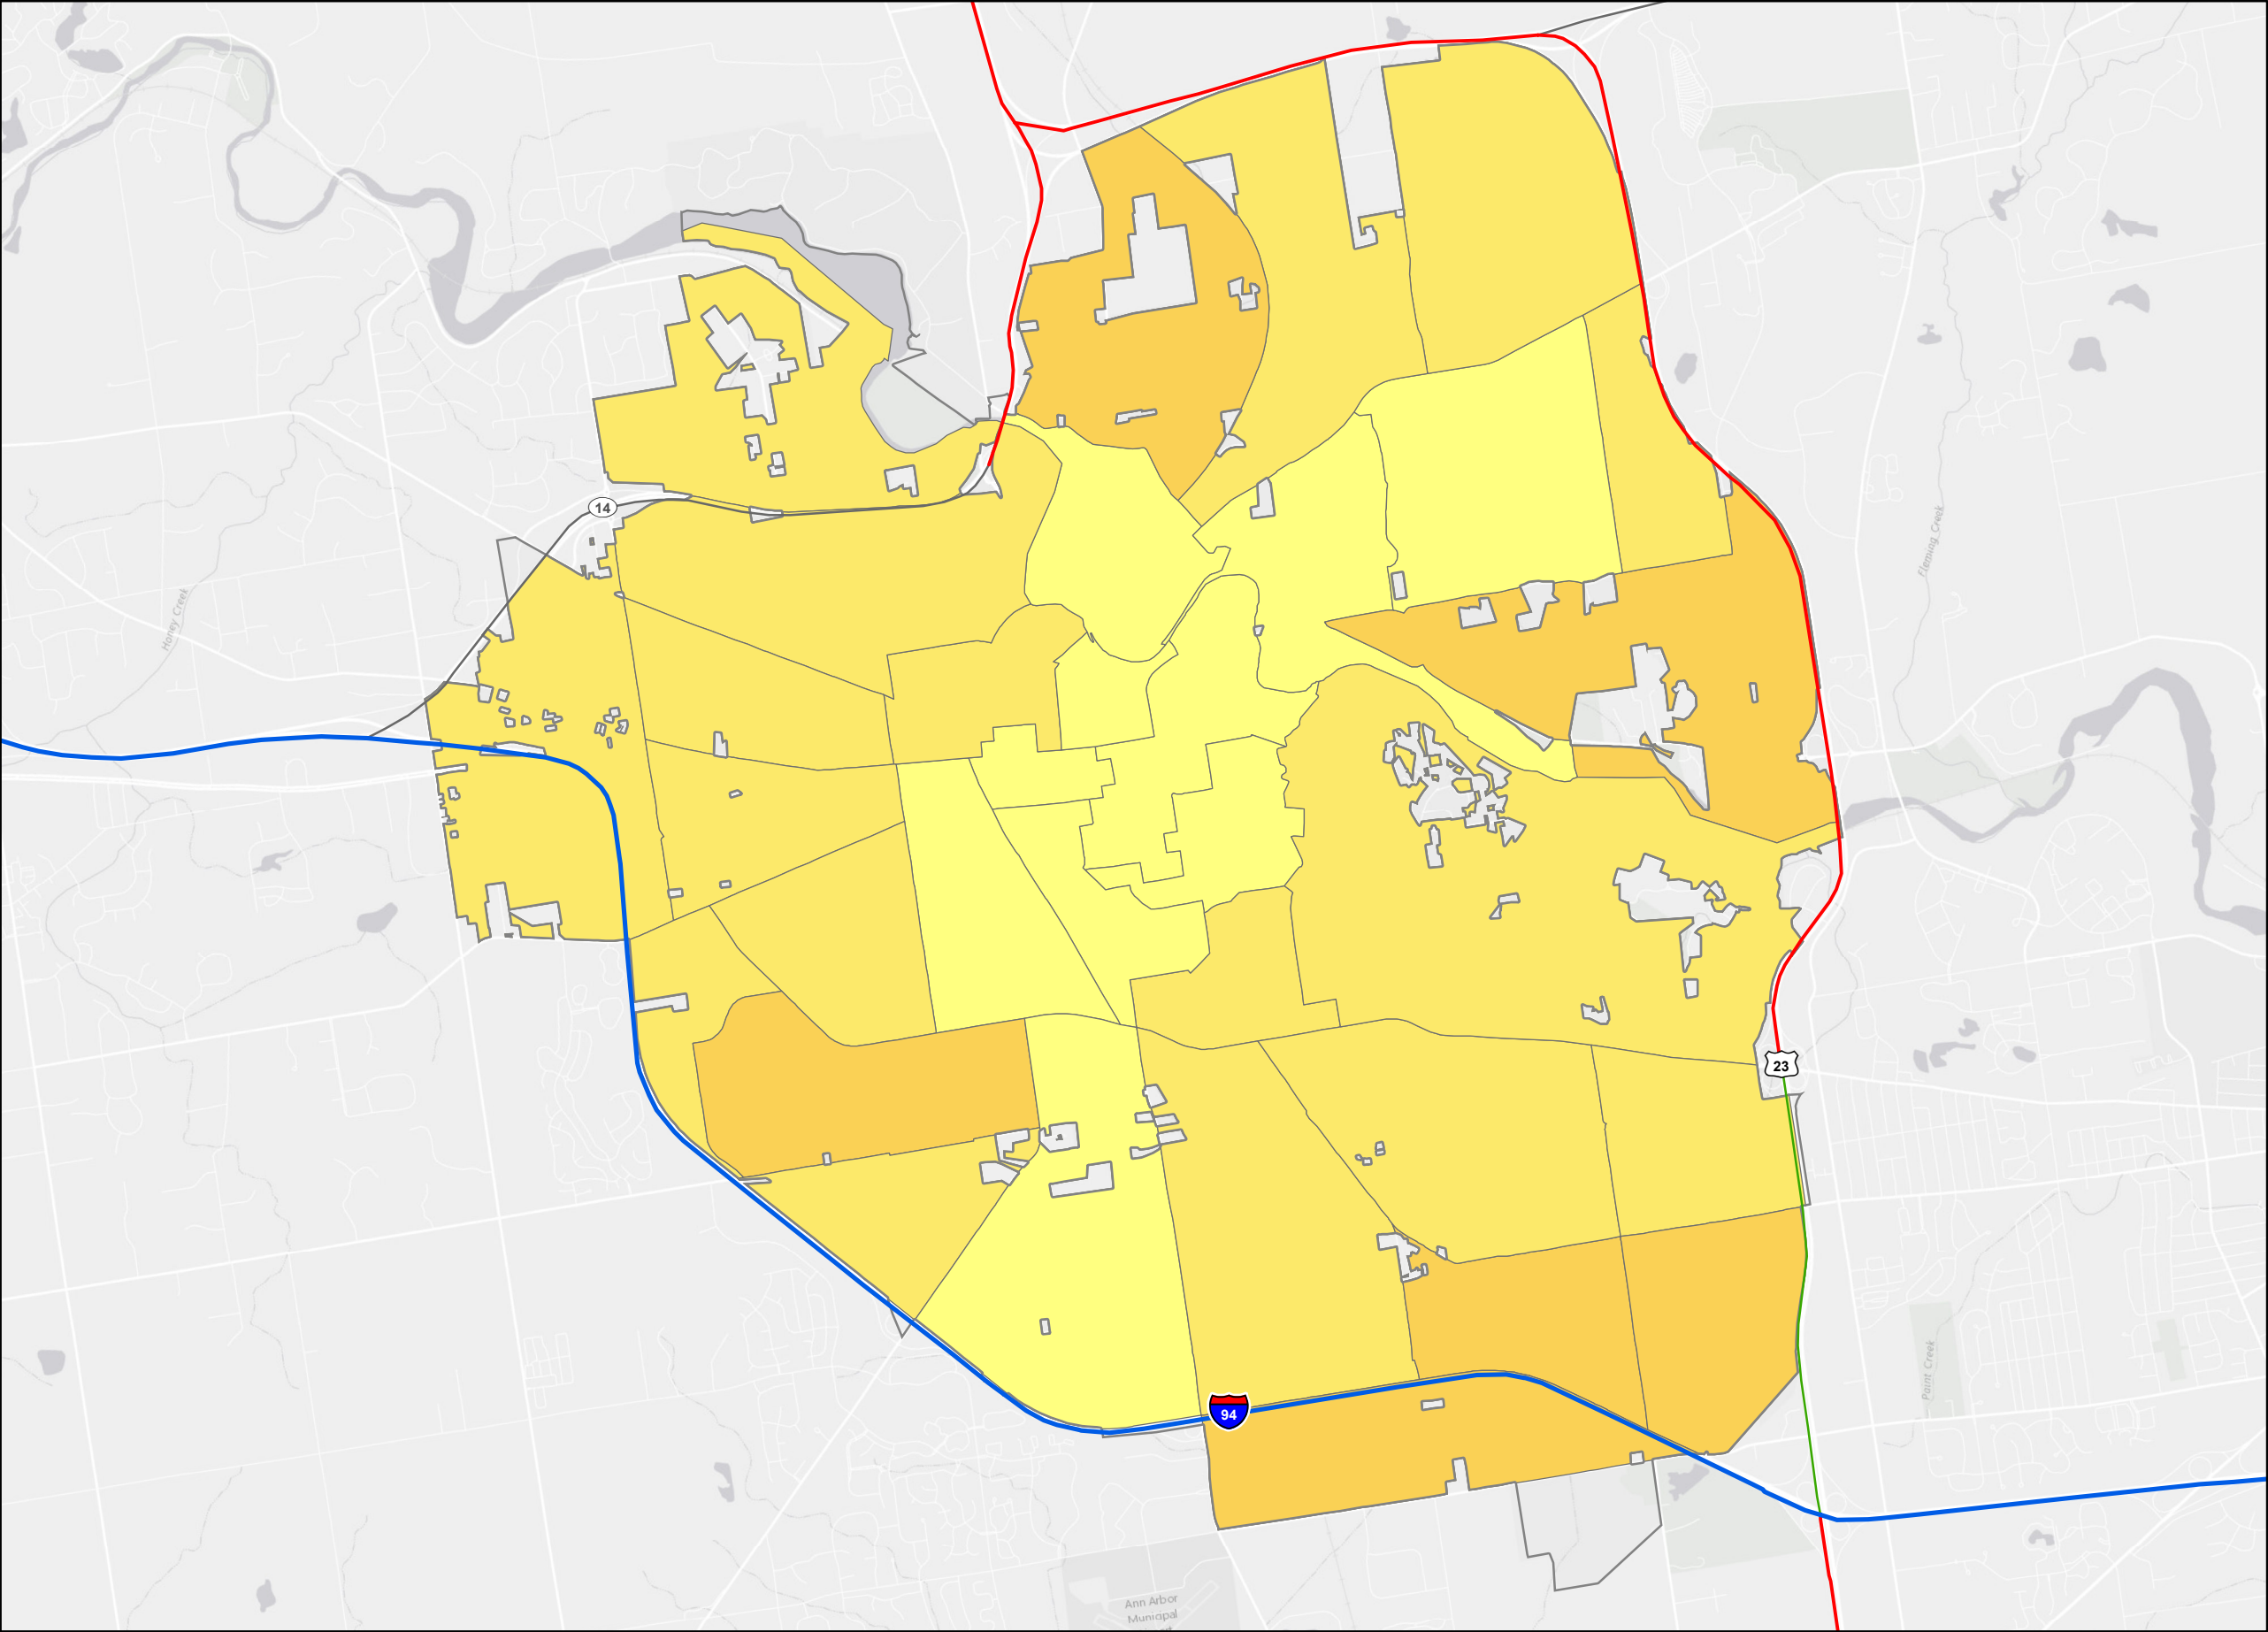 14
Honey Creek
Fleming Creek
23
Paint Creek
94
Ann Arbor
Municipal